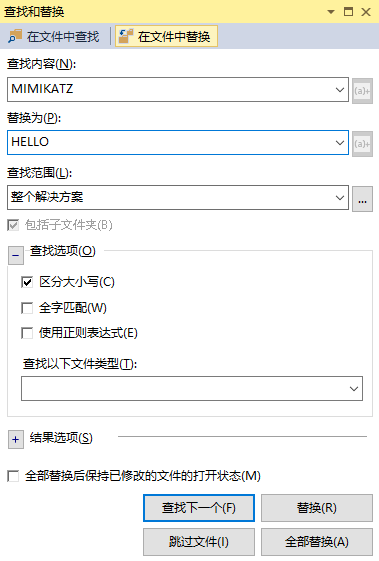 查找和替换
在文件中查找 在文件中替换
查找内容(N):
MIMIKATZ
(a)+
替换为(P):
HELLO
(a)+
查找范围(L):
整个解决方案
...
包括子文件夹(B)
查找选项(O)
区分大小写(C)
全字匹配(W)
使用正则表达式(E)
查找以下文件类型(T):
结果选项(S)
全部替换后保持已修改的文件的打开状态(M)
查找下一个(F) 替换(R)
跳过文件(I) 全部替换(A)